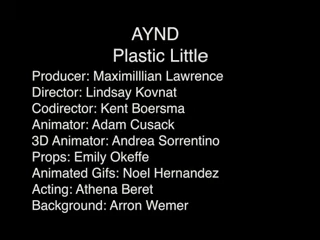 AYND
Plastic Little
Producer: Maximilllian Lawrence
Director: Lindsay Kovnat
Codirector: Kent Boersma
Animator: Adam Cusack
3D Animator: Andrea Sorrentino
Props: Emily Okeffe
Animated Gifs: Noel Hernandez
Acting: Athena Beret
Background: Arron Wemer